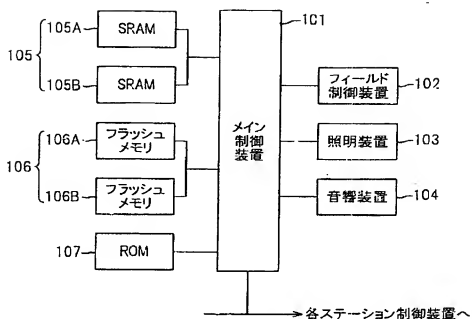 101
105A
SRAM
105
105B
SRAM
フィールド
制御装置
102
メイン
制御
装置
106A
フラッシュ
メモリ
照明装置
103
106
106B
フラッシュ
メモリ
音響装置
104
107
ROM
各ステーション制御装置へ